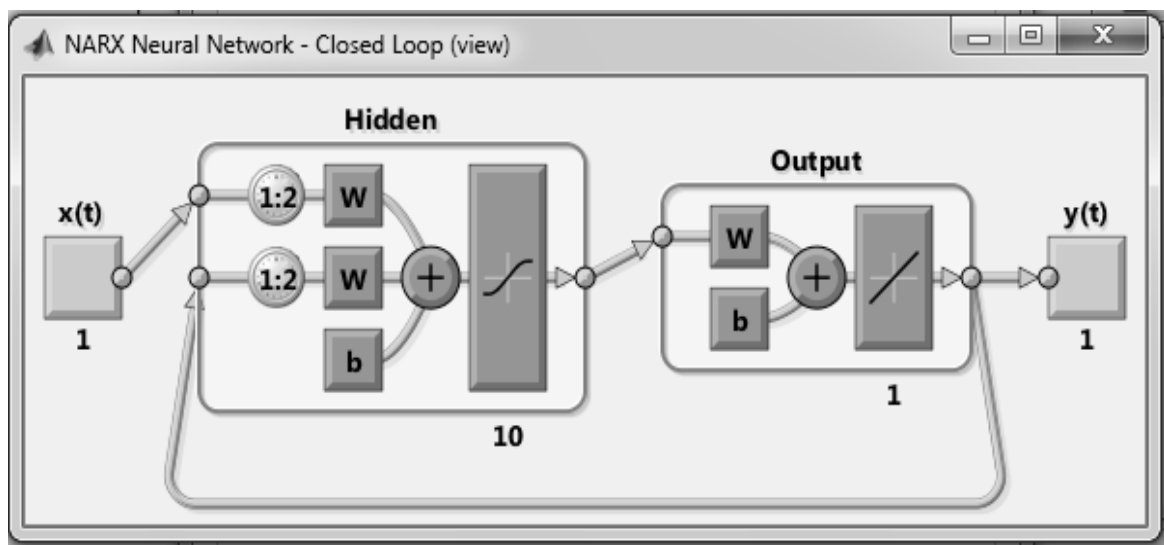 NARX Neural Network - Closed Loop (view)
Hidden
Output
x(t)
1:2
W
W
y(t)
1:2
W
b
b
1
1
1
10